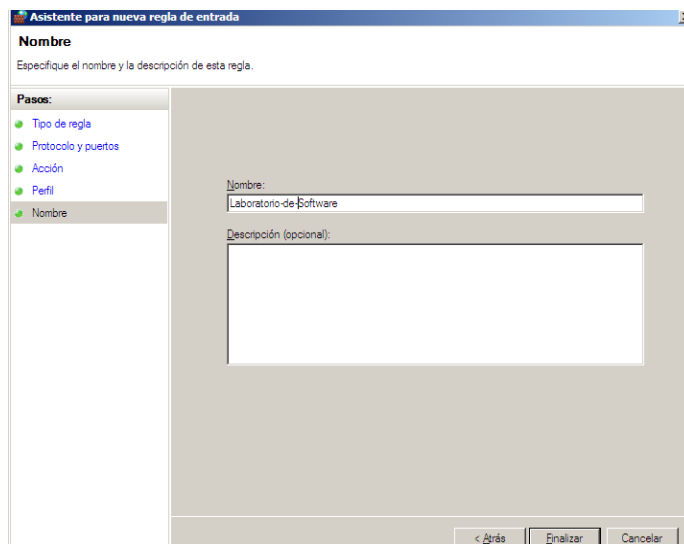 Asistente para nueva regla de entrada
Nombre
Especifique el nombre y la descripción de esta regla.
Pasos:
Tipo de regla
Protocolo y puertos
Acción
Perfil
Nombre
Nombre:
Laboratorio-de-Software
Descripción (opcional):
< Atrás
Finalizar
Cancelar